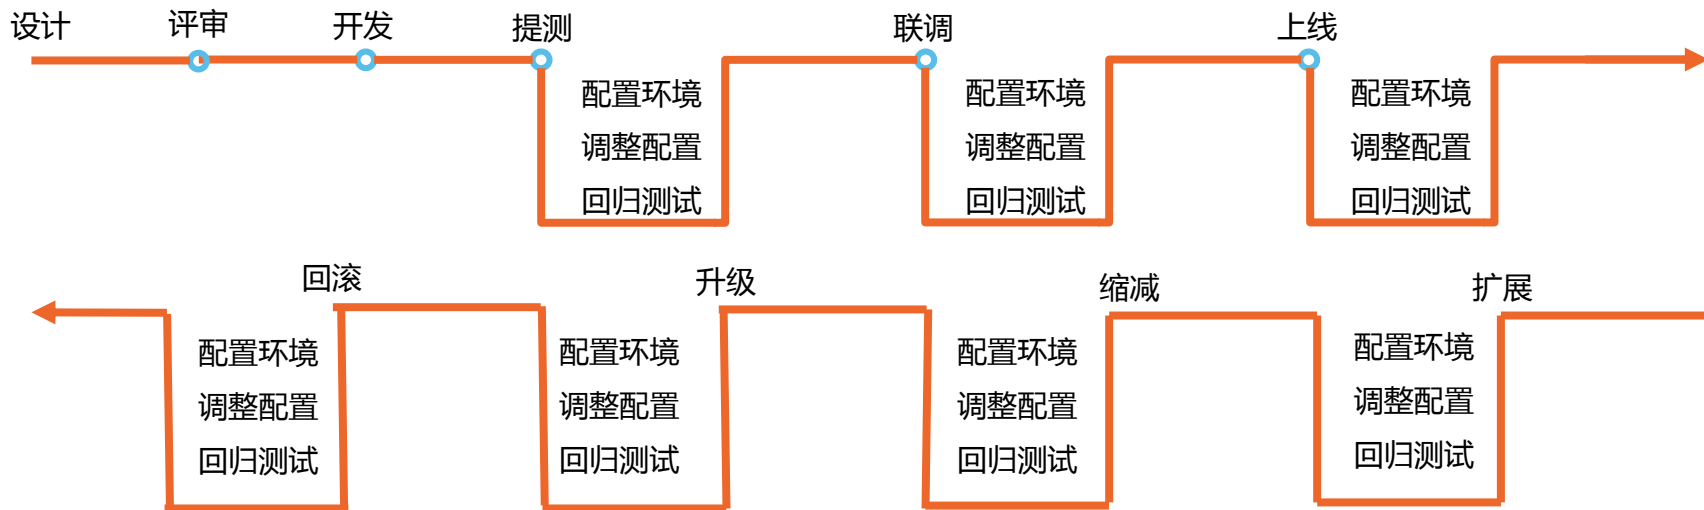 设计
评审
开发
提测
联调
上线
配置环境
调整配置
回归测试
配置环境
调整配置
回归测试
配置环境
调整配置
回归测试
回滚
升级
缩减
扩展
配置环境
调整配置
回归测试
配置环境
调整配置
回归测试
配置环境
调整配置
回归测试
配置环境
调整配置
回归测试